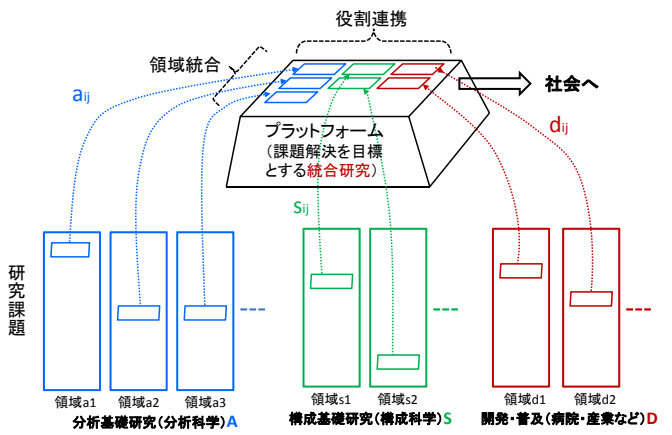 役割連携
領域統合
社会へ
aij
プラットフォーム
（課題解決を目標
とする統合研究）
dij
sij
研究課題
領域a1
領域a2
領域a3
領域s1
領域s2
領域d1
領域d2
分析基礎研究（分析科学）A
構成基礎研究（構成科学）S
開発・普及（病院・産業など）D